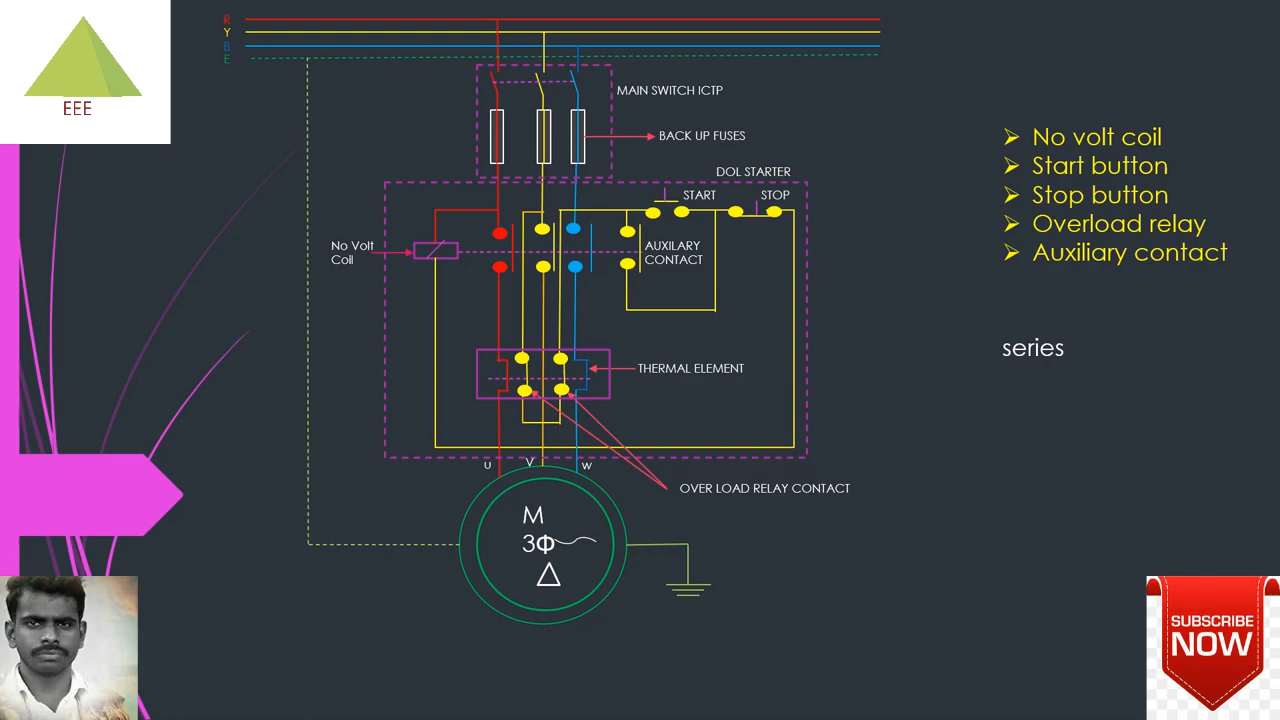 R
Y
B
E
EEE
MAIN SWITCH ICTP
BACK UP FUSES
DOL STARTER
START
STOP
No Volt
Coil
AUXILARY
CONTACT
THERMAL ELEMENT
U
V
W
OVER LOAD RELAY CONTACT
M
3Φ
Δ
No volt coil
Start button
Stop button
Overload relay
Auxiliary contact
series
SUBSCRIBE
NOW